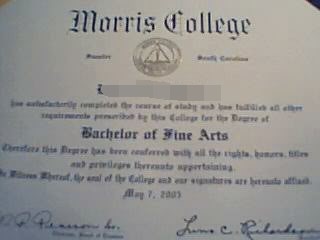 Morris College
Sumter South Carolina
has satisfactorily completed the course of study and has fulfilled all other
requirements prescribed by this College for the Degree of
Bachelor of Fine Arts
Therefore this Degree has been conferred with all the rights, honors, titles
and privileges thereunto appertaining.
In Witness Whereof, the seal of the College and our signatures are hereunto affixed.
May 7, 2005
Luns C. Richardson